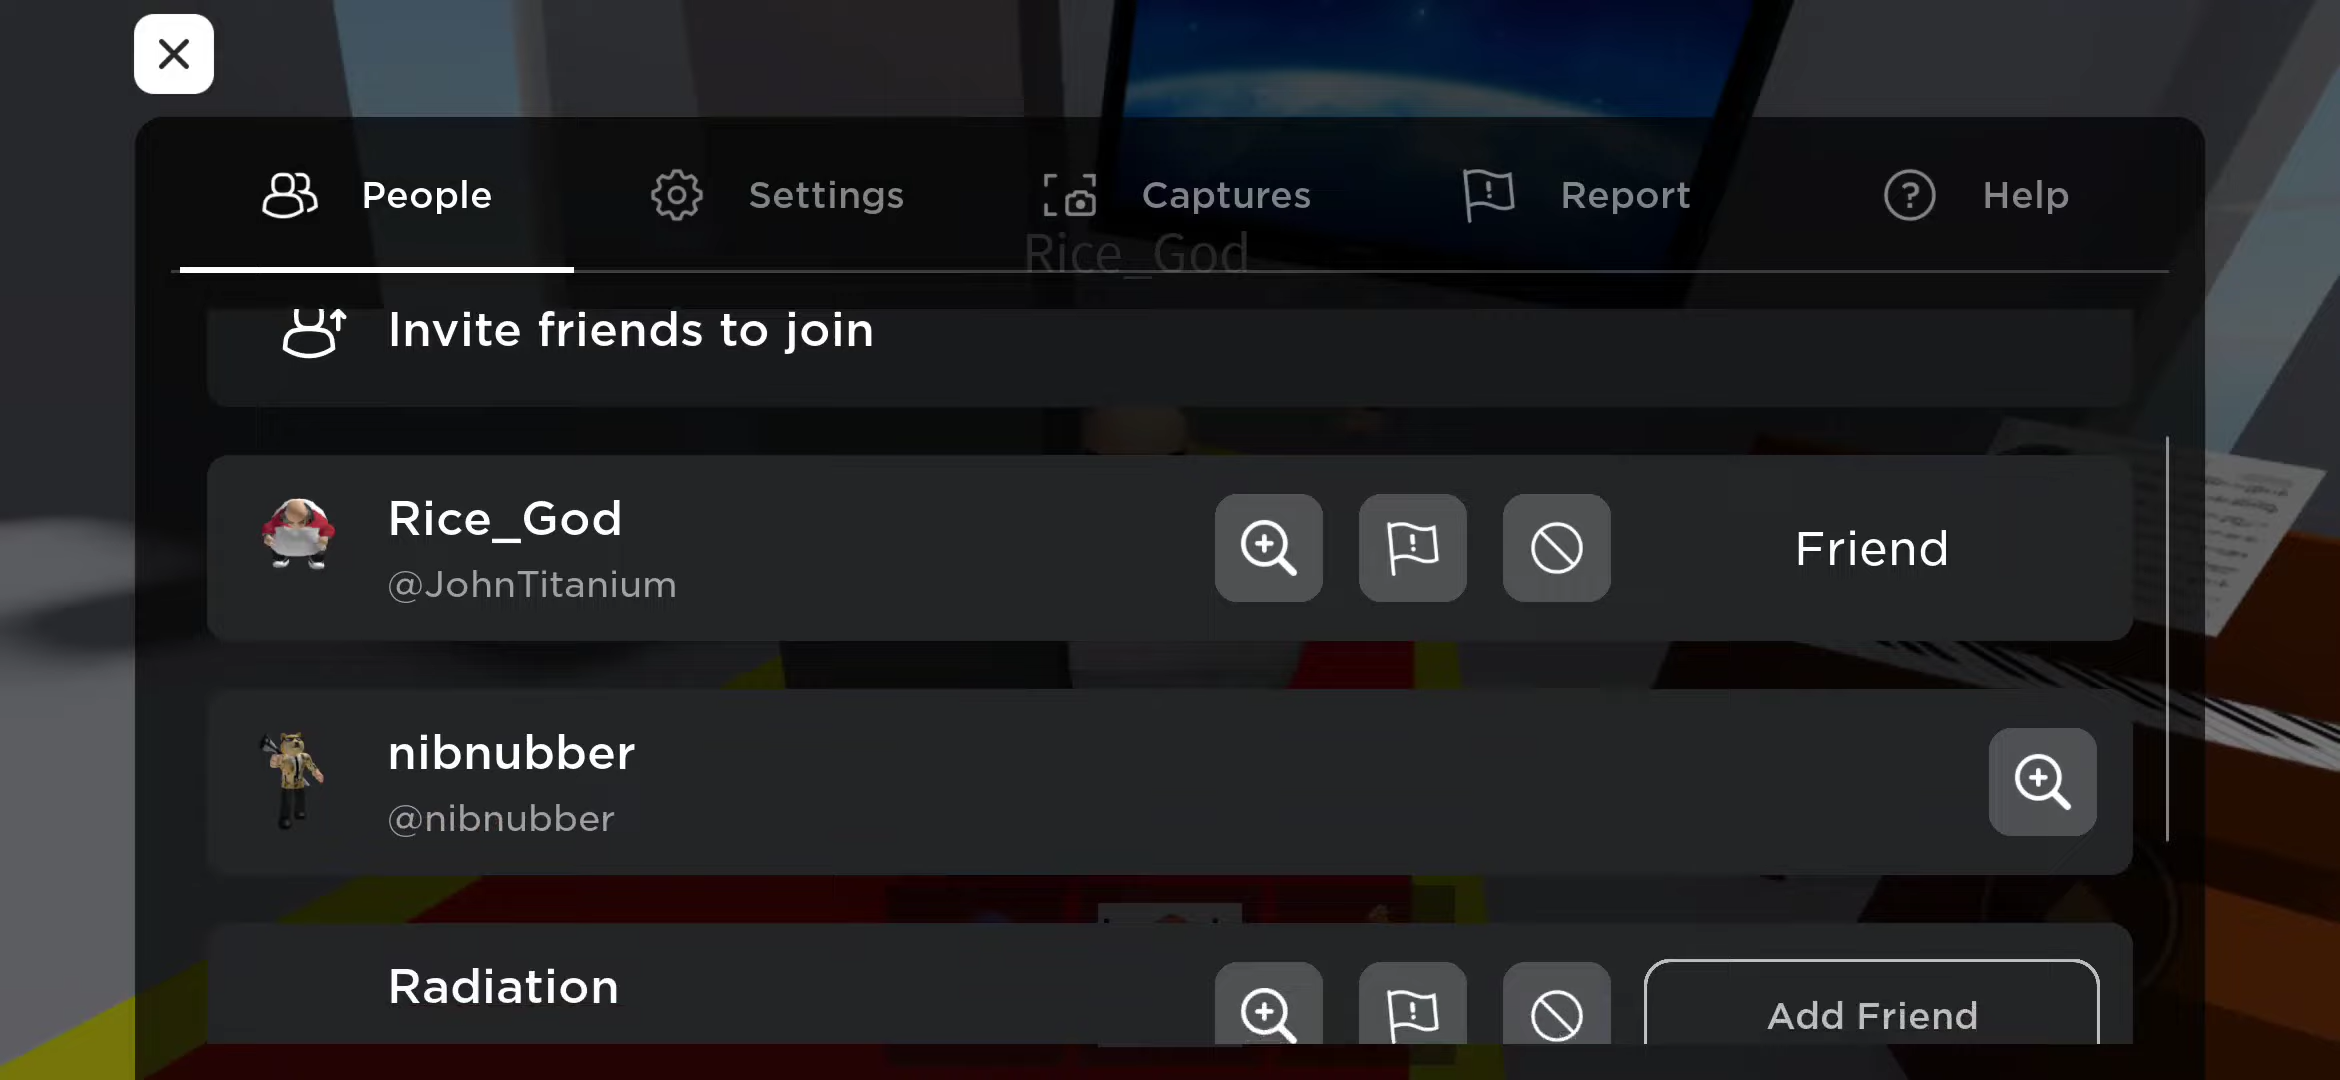 People
Settings
Captures
Report
Help
Rice_God
Invite friends to join
Rice_God
@JohnTitanium
Friend
nibnubber
@nibnubber
Radiation
Add Friend